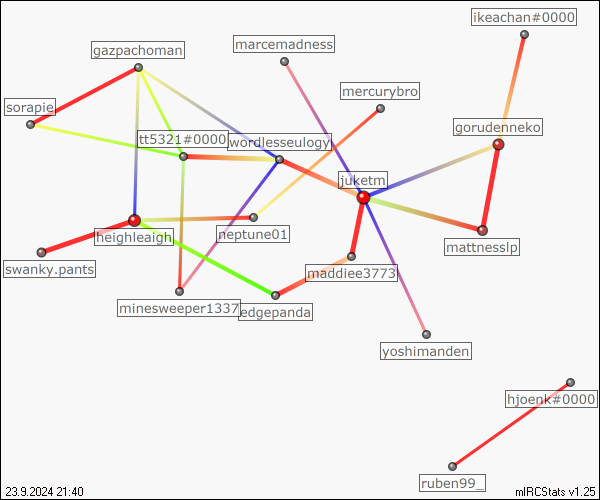 ikeachan#0000
marcemadness
gazpachoman
mercurybro
sorapie
gorudenneko
tt5321#0000
wordlesseulogy
juketm
heighleaigh
neptune01
mattnesslp
swanky.pants
maddiee3773
minesweeper1337
edgepanda
yoshimanden
hjoenk#0000
ruben99_
23.9.2024 21:40
mIRCStats v1.25